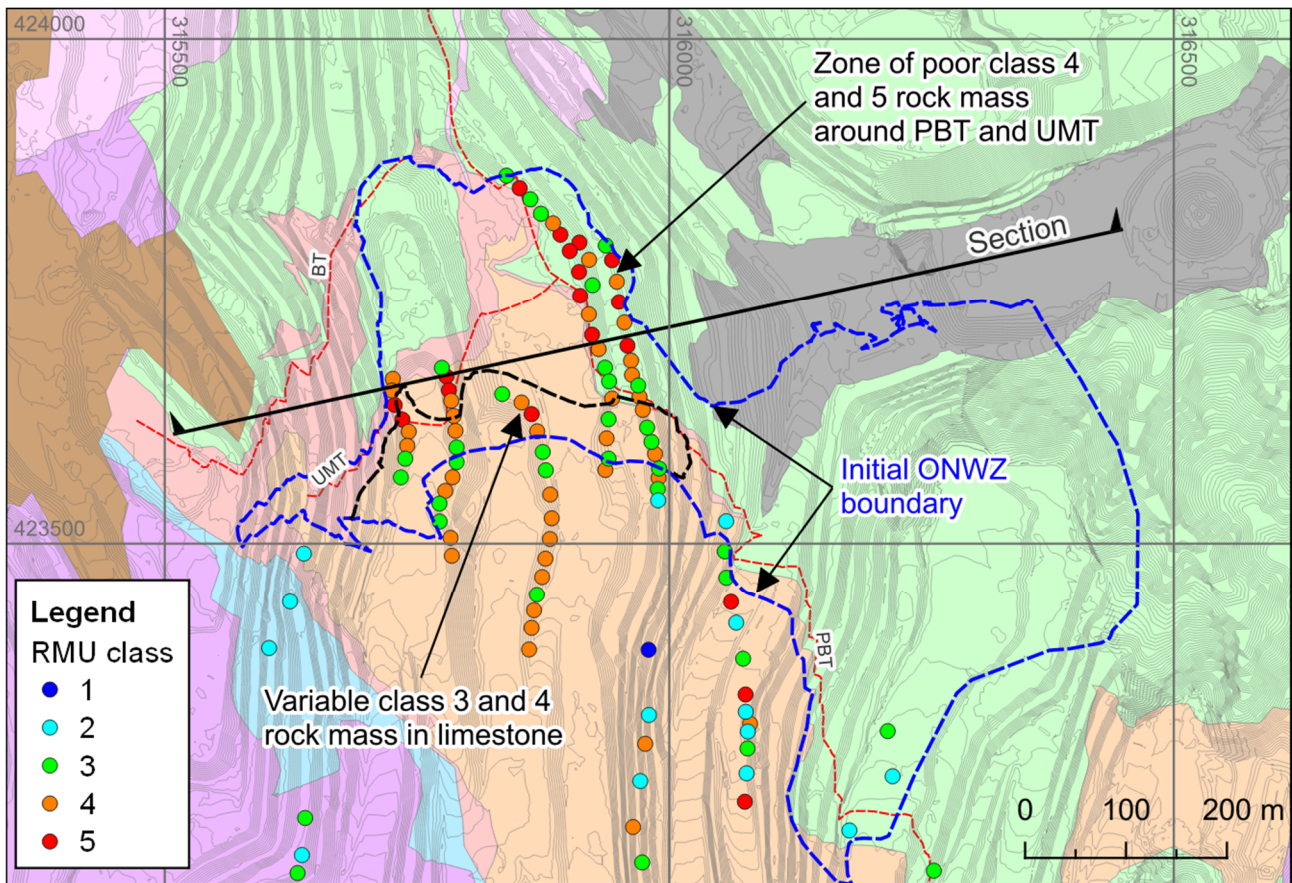 424000
315500
316000
316500
Zone of poor class 4
and 5 rock mass
around PBT and UMT
Section
BT
UMT
Initial ONWZ
boundary
423500
PBT
Legend
RMU class
1
2
3
4
5
Variable class 3 and 4
rock mass in limestone
0 100 200 m